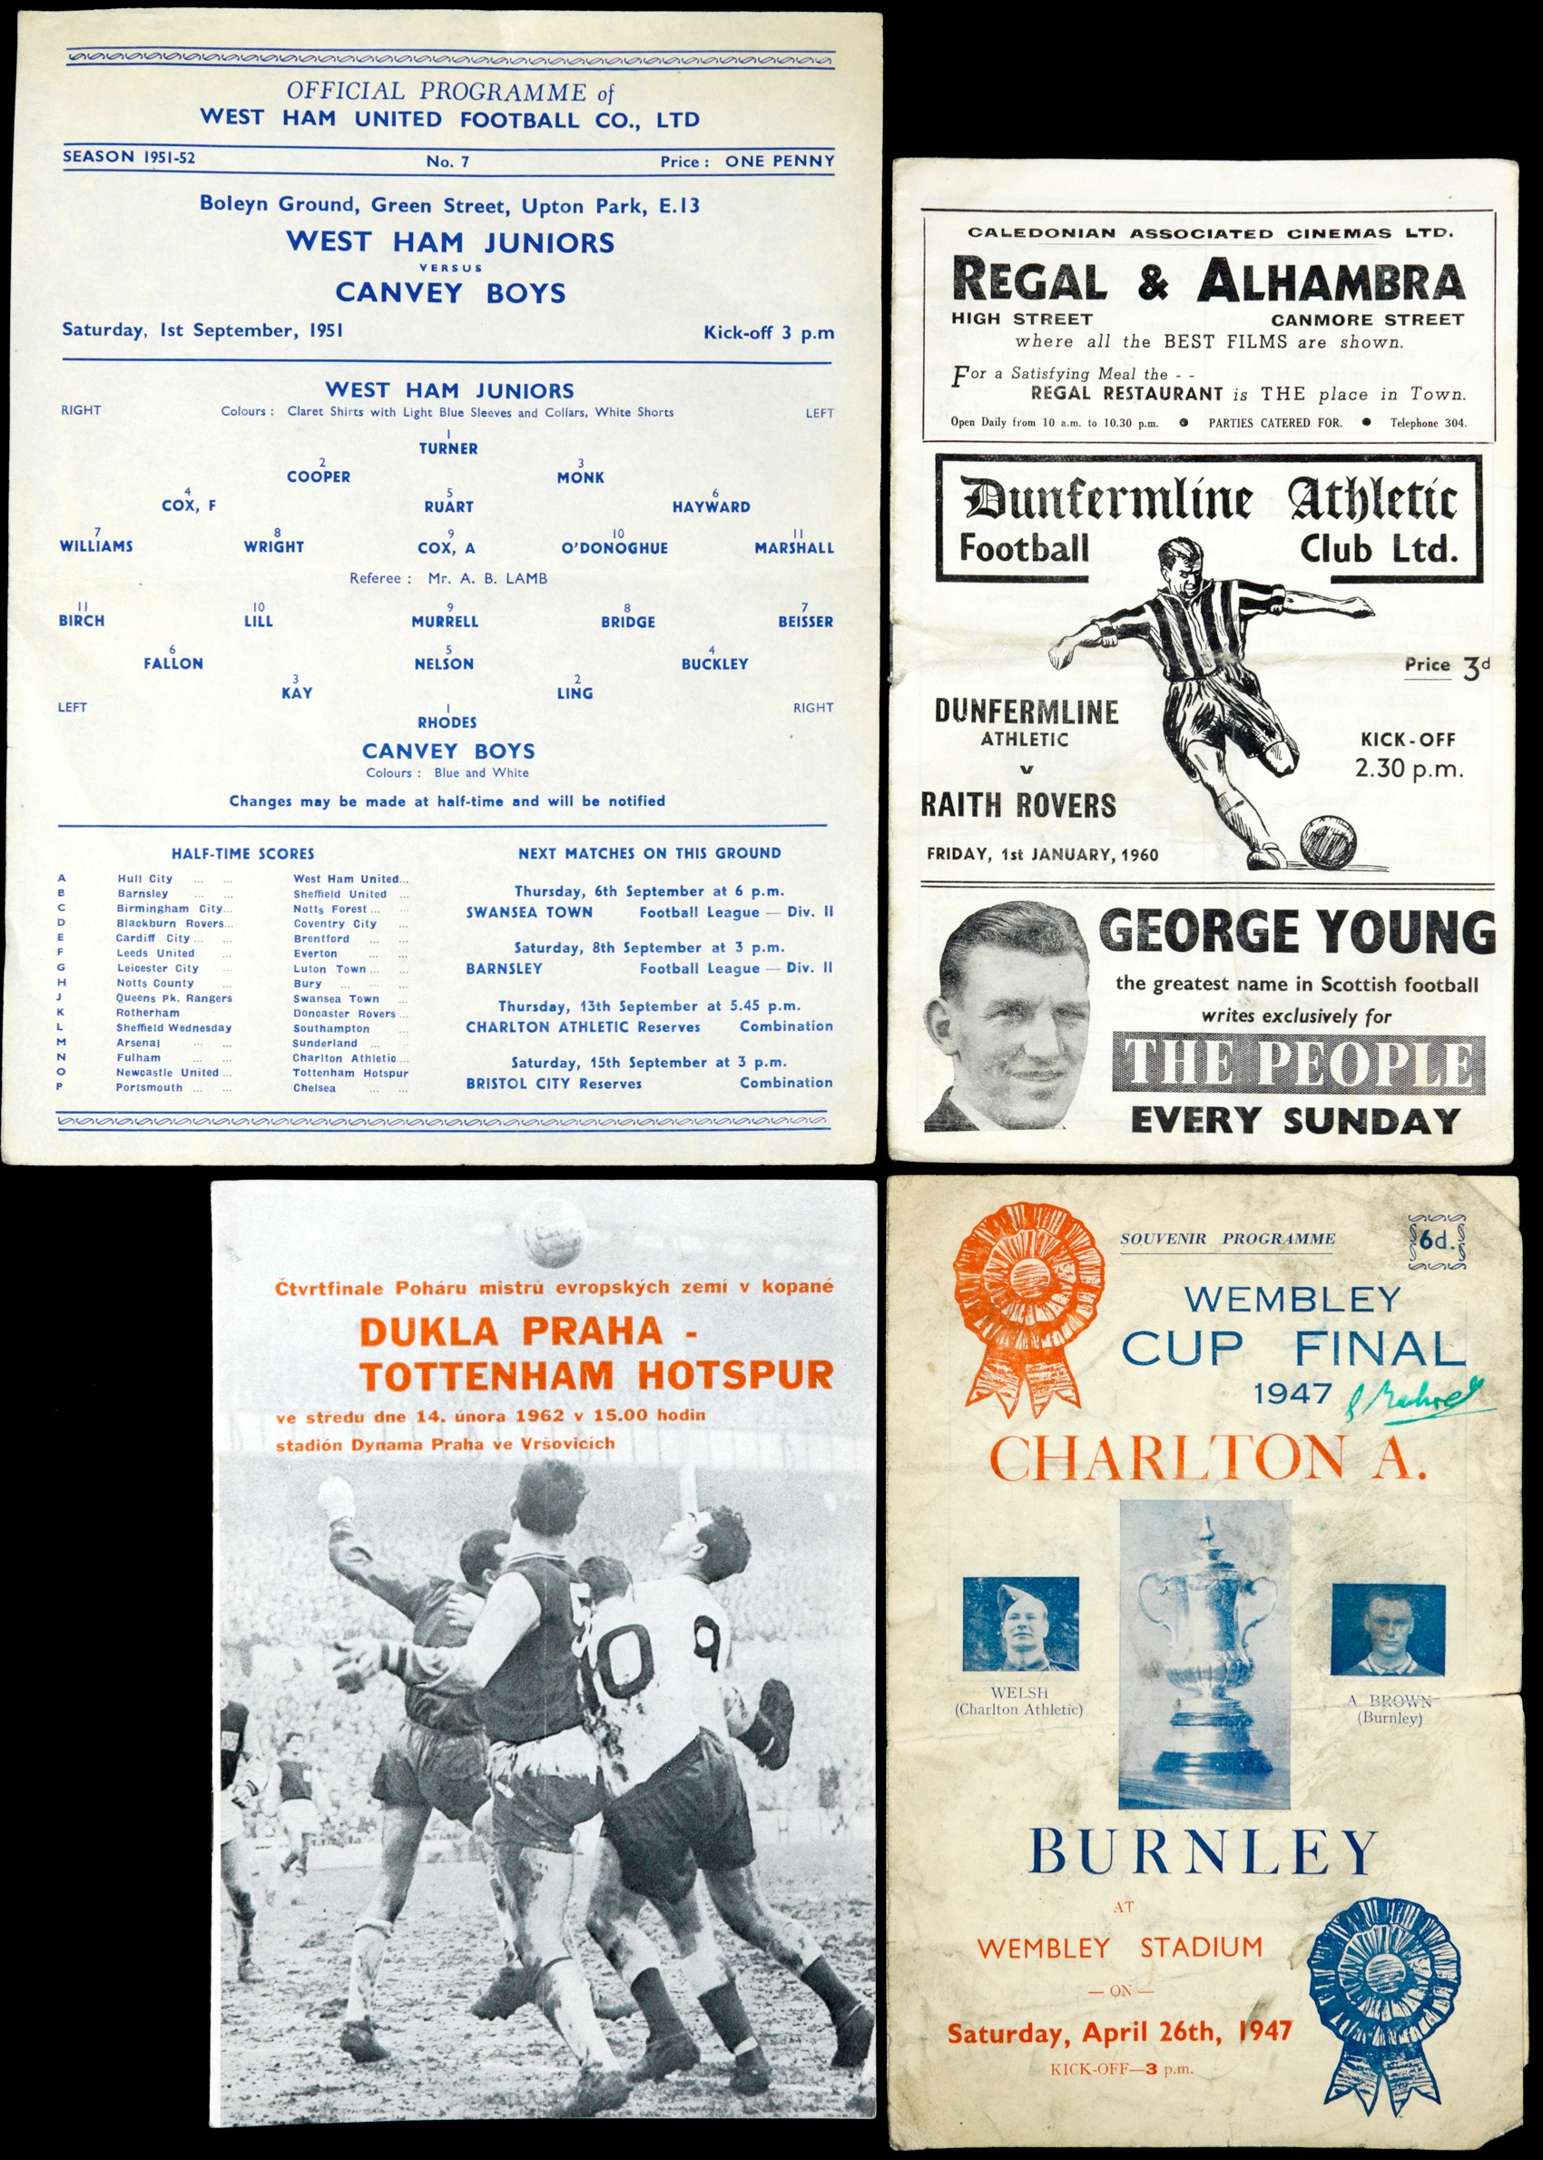 OFFICIAL PROGRAMME of
WEST HAM UNITED FOOTBALL CO., LTD
SEASON 1951-52 No. 7 Price : ONE PENNY
Boleyn Ground, Green Street, Upton Park, E.13
WEST HAM JUNIORS
VERSUS
CANVEY BOYS
Saturday, 1st September, 1951 Kick-off 3 p.m
WEST HAM JUNIORS
RIGHT Colours : Claret Shirts with Light Blue Sleeves and Collars, White Shorts LEFT
1
TURNER
2 3
COOPER MONK
4 5 6
COX, F RUART HAYWARD
7 8 9 10 11
WILLIAMS WRIGHT COX, A O'DONOGHUE MARSHALL
Referee : Mr. A. B. LAMB
11 10 9 8 7
BIRCH LILL MURRELL BRIDGE BEISSER
6 5 4
FALLON NELSON BUCKLEY
3 2
KAY LING
LEFT 1 RIGHT
RHODES
CANVEY BOYS
Colours : Blue and White
Changes may be made at half-time and will be notified
HALF-TIME SCORES
A Hull City ... ... West Ham United...
B Barnsley ... ... Sheffield United ...
C Birmingham City... Notts Forest ... ...
D Blackburn Rovers... Coventry City ...
E Cardiff City ... ... Brentford ... ...
F Leeds United ... Everton ... ...
G Leicester City ... Luton Town ... ...
H Notts County ... Bury ... ... ...
J Queens Pk. Rangers Swansea Town ...
K Rotherham Doncaster Rovers ...
L Sheffield Wednesday Southampton ...
M Arsenal ... ... Sunderland ... ...
N Fulham ... ... Charlton Athletic ...
O Newcastle United ... Tottenham Hotspur
P Portsmouth ... ... Chelsea ... ...
NEXT MATCHES ON THIS GROUND
Thursday, 6th September at 6 p.m.
SWANSEA TOWN Football League — Div. II
Saturday, 8th September at 3 p.m.
BARNSLEY Football League — Div. II
Thursday, 13th September at 5.45 p.m.
CHARLTON ATHLETIC Reserves Combination
Saturday, 15th September at 3 p.m.
BRISTOL CITY Reserves Combination
CALEDONIAN ASSOCIATED CINEMAS LTD.
REGAL & ALHAMBRA
HIGH STREET CANMORE STREET
where all the BEST FILMS are shown.
For a Satisfying Meal the - -
REGAL RESTAURANT is THE place in Town.
Open Daily from 10 a.m. to 10.30 p.m. ● PARTIES CATERED FOR. ● Telephone 304.
Dunfermline Athletic
Football Club Ltd.
Price 3d
DUNFERMLINE
ATHLETIC
v
RAITH ROVERS
KICK-OFF
2.30 p.m.
FRIDAY, 1st JANUARY, 1960
GEORGE YOUNG
the greatest name in Scottish football
writes exclusively for
THE PEOPLE
EVERY SUNDAY
Čtvrtfinale Poháru mistrů evropských zemí v kopané
DUKLA PRAHA -
TOTTENHAM HOTSPUR
ve středu dne 14. února 1962 v 15.00 hodin
stadión Dynama Praha ve Vršovicích
5
10 9
SOUVENIR PROGRAMME 6d.
WEMBLEY
CUP FINAL
1947
CHARLTON A.
WELSH
(Charlton Athletic)
A. BROWN
(Burnley)
BURNLEY
AT
WEMBLEY STADIUM
— ON —
Saturday, April 26th, 1947
KICK-OFF—3 p.m.